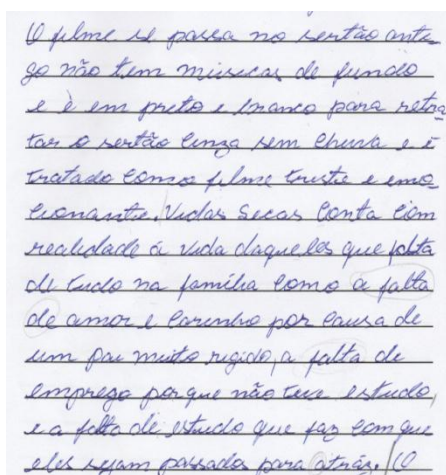 O filme se passa no sertão anti-
go não tem músicas de fundo
e é em preto e branco para retra
tar o sertão cinza sem chuva e é
tratado como filme triste e emo_
cionante. Vidas Secas conta com
realidade a vida daqueles que falta
de tudo na família como a falta
de amor e carinho por causa de
um pai muito rigido, a falta de
emprego porque não teve estudo,
e a falta de estudo que faz com que
eles sejam passados para atrás. O